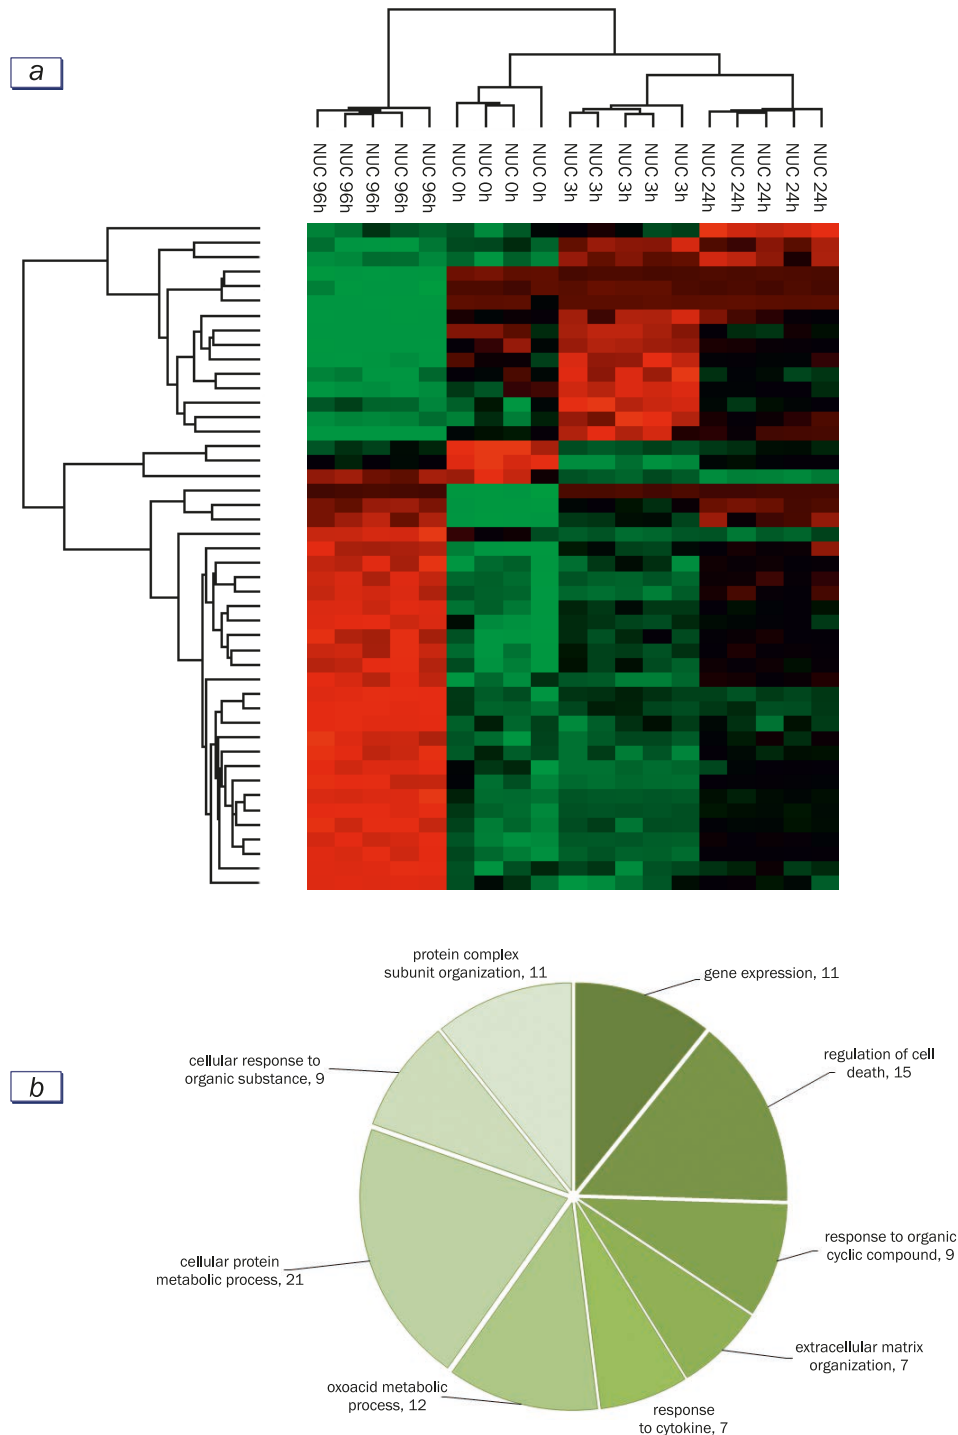 a
NUC 96h
NUC 96h
NUC 96h
NUC 96h
NUC 96h
NUC 0h
NUC 0h
NUC 0h
NUC 0h
NUC 3h
NUC 3h
NUC 3h
NUC 3h
NUC 3h
NUC 24h
NUC 24h
NUC 24h
NUC 24h
NUC 24h
b
protein complex
subunit organization, 11
gene expression, 11
regulation of cell
death, 15
cellular response to
organic substance, 9
response to organic
cyclic compound, 9
cellular protein
metabolic process, 21
extracellular matrix
organization, 7
oxoacid metabolic
process, 12
response
to cytokine, 7